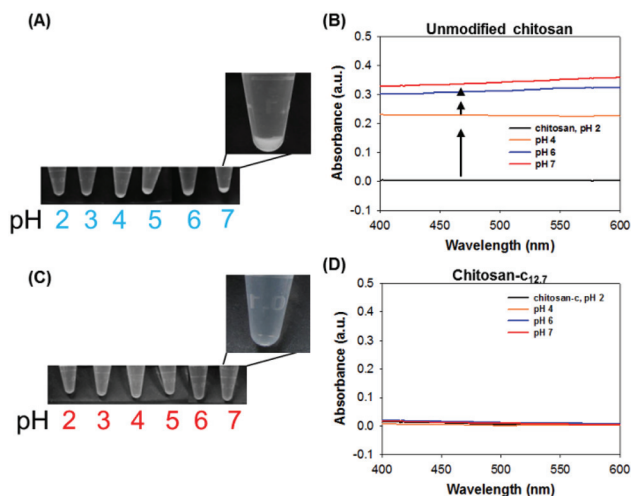 (A)
pH 2 3 4 5 6 7
(B)
Unmodified chitosan
Absorbance (a.u.)
0.5
0.4
0.3
0.2
0.1
0.0
-0.1
chitosan, pH 2
pH 4
pH 6
pH 7
400 450 500 550 600
Wavelength (nm)
(C)
1.0
pH 2 3 4 5 6 7
(D)
Chitosan-c12.7
Absorbance (a.u.)
0.5
0.4
0.3
0.2
0.1
0.0
-0.1
chitosan-c, pH 2
pH 4
pH 6
pH 7
400 450 500 550 600
Wavelength (nm)